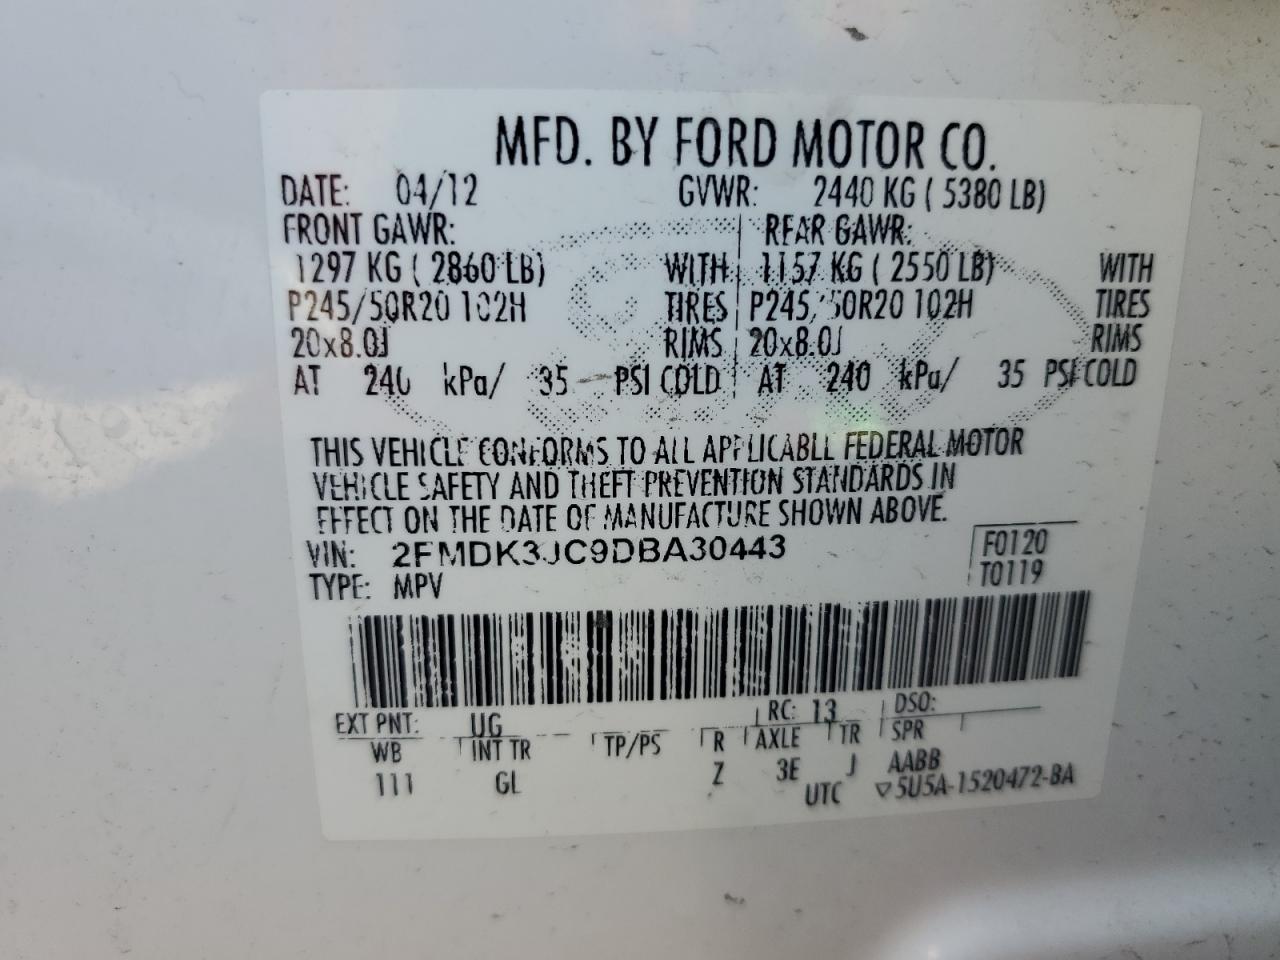 MFD. BY FORD MOTOR CO.
DATE: 04/12 GVWR: 2440 KG ( 5380 LB)
FRONT GAWR: REAR GAWR:
1297 KG ( 2860 LB) WITH 1157 KG ( 2550 LB) WITH
P245/50R20 102H TIRES P245/50R20 102H TIRES
20x8.0J RIMS 20x8.0J RIMS
AT 240 kPa/ 35 PSI COLD AT 240 kPa/ 35 PSI COLD
THIS VEHICLE CONFORMS TO ALL APPLICABLE FEDERAL MOTOR
VEHICLE SAFETY AND THEFT PREVENTION STANDARDS IN
EFFECT ON THE DATE OF MANUFACTURE SHOWN ABOVE.
VIN: 2FMDK3JC9DBA30443 F0120
TYPE: MPV T0119
EXT PNT: UG RC: 13 DSO:
WB INT TR TP/PS R AXLE TR SPR
111 GL Z 3E J AABB
UTC ▽5U5A-1520472-BA